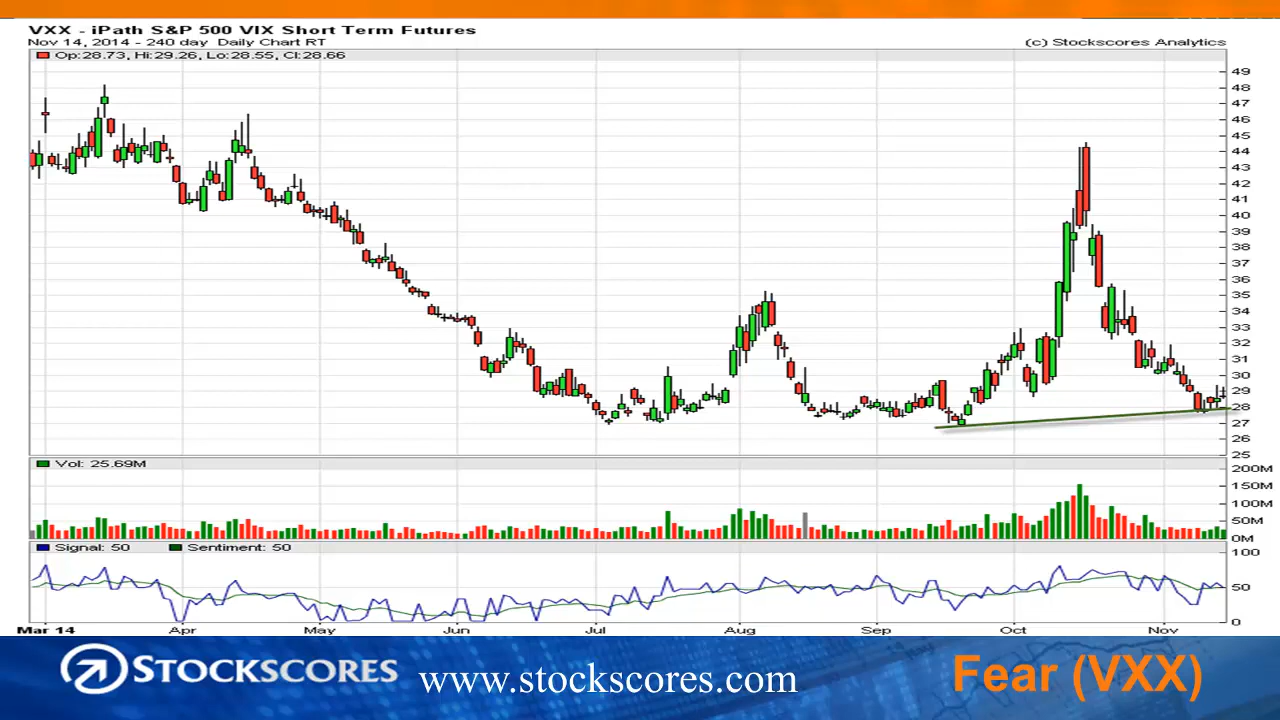 VXX - iPath S&P 500 VIX Short Term Futures
Nov 14, 2014 - 240 day Daily Chart RT
(c) Stockscores Analytics
Op:28.73, Hi:29.26, Lo:28.55, Cl:28.66
49
48
47
46
45
44
43
42
41
40
39
38
37
36
35
34
33
32
31
30
29
28
27
26
25
Vol: 25.69M
200M
150M
100M
50M
0M
Signal: 50 Sentiment: 50
100
50
0
Mar 14 Apr May Jun Jul Aug Sep Oct Nov
STOCKSCORES
www.stockscores.com
Fear (VXX)